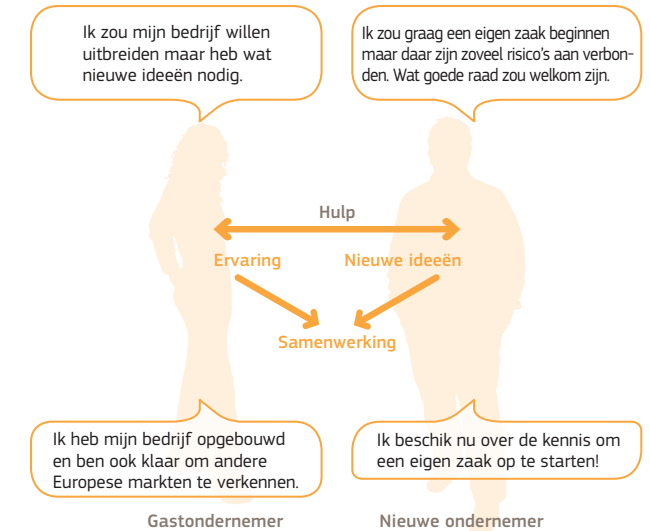 Ik zou mijn bedrijf willen
uitbreiden maar heb wat
nieuwe ideeën nodig.
Ik zou graag een eigen zaak beginnen
maar daar zijn zoveel risico's aan verbon-
den. Wat goede raad zou welkom zijn.
Hulp
Ervaring
Nieuwe ideeën
Samenwerking
Ik heb mijn bedrijf opgebouwd
en ben ook klaar om andere
Europese markten te verkennen.
Ik beschik nu over de kennis om
een eigen zaak op te starten!
Gastondernemer
Nieuwe ondernemer